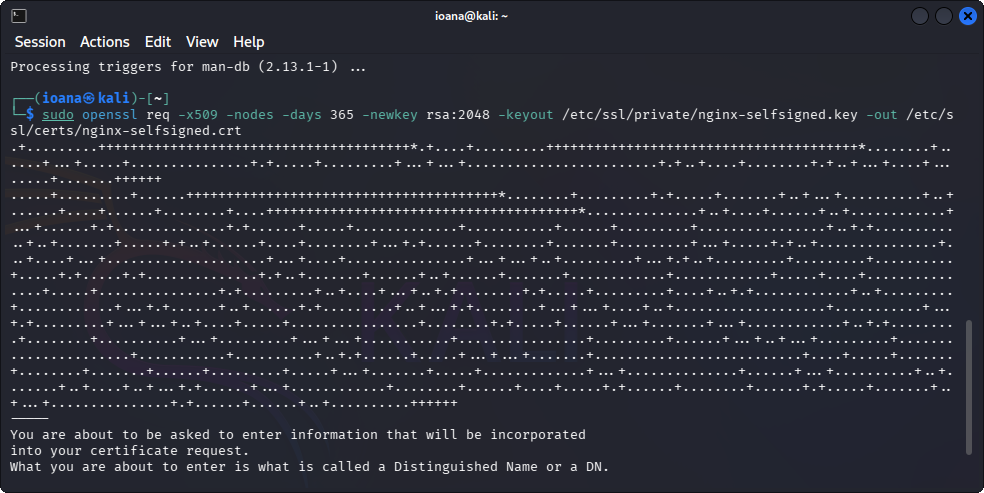 ioana@kali: ~
Session Actions Edit View Help
Processing triggers for man-db (2.13.1-1) ...
┌──(ioana㉿kali)-[~]
└─$ sudo openssl req -x509 -nodes -days 365 -newkey rsa:2048 -keyout /etc/ssl/private/nginx-selfsigned.key -out /etc/s
sl/certs/nginx-selfsigned.crt
-----
You are about to be asked to enter information that will be incorporated
into your certificate request.
What you are about to enter is what is called a Distinguished Name or a DN.